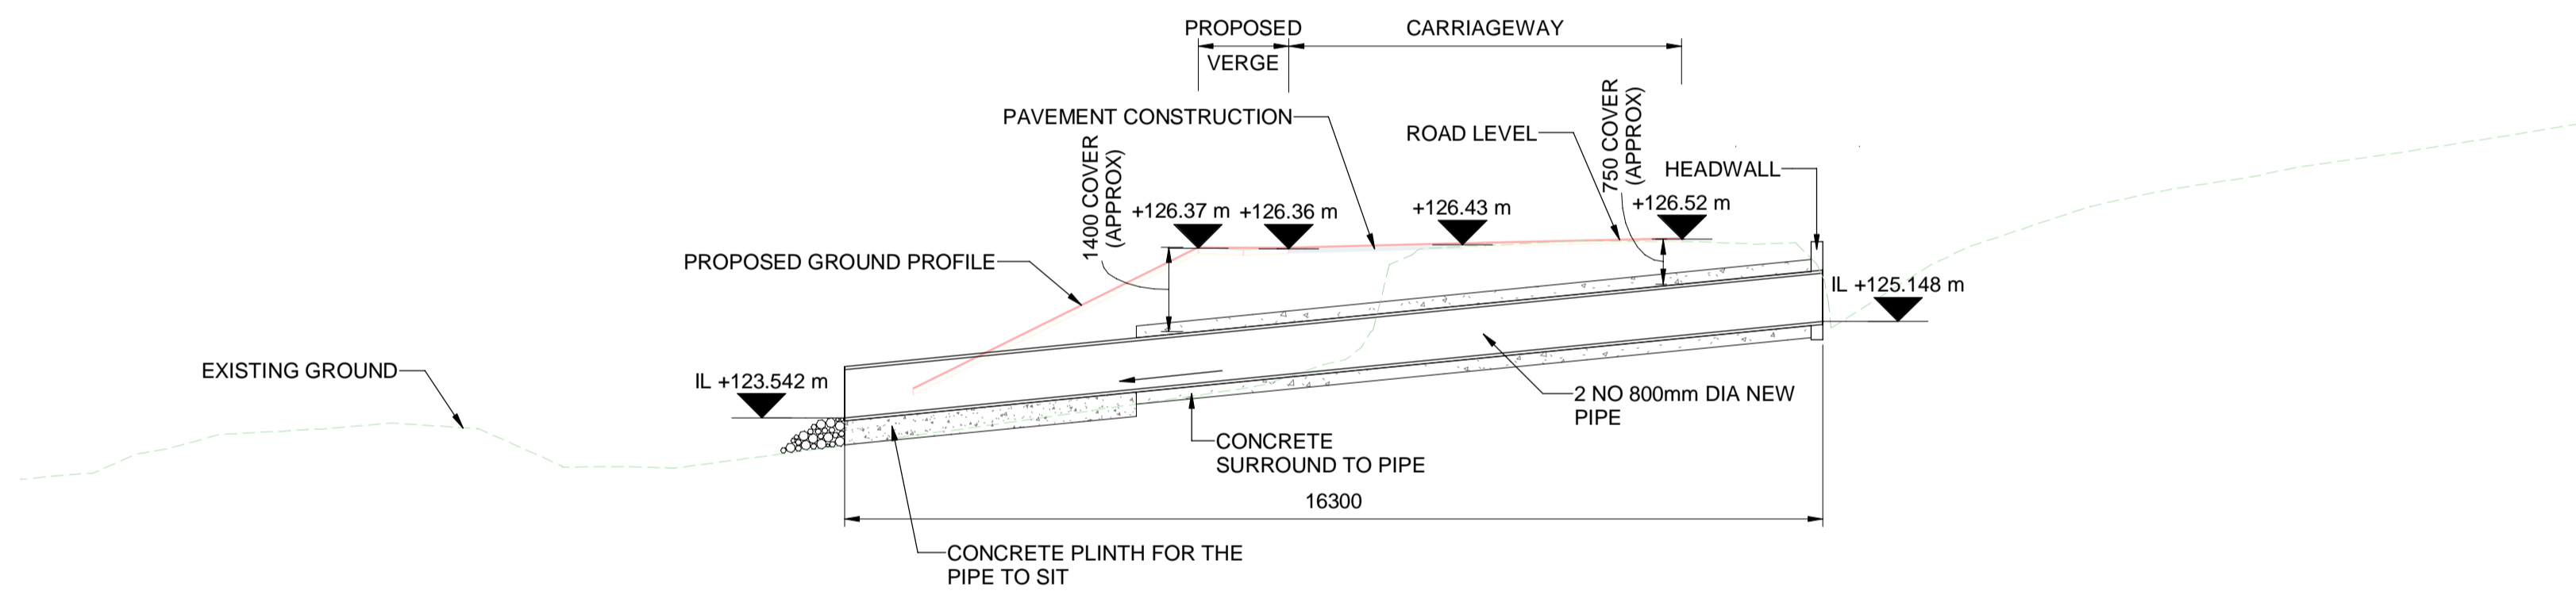 PROPOSED
VERGE
CARRIAGEWAY
PAVEMENT CONSTRUCTION
ROAD LEVEL
750 COVER
(APPROX)
HEADWALL
1400 COVER
(APPROX)
+126.37 m
+126.36 m
+126.43 m
+126.52 m
PROPOSED GROUND PROFILE
IL +125.148 m
EXISTING GROUND
IL +123.542 m
2 NO 800mm DIA NEW
PIPE
CONCRETE
SURROUND TO PIPE
16300
CONCRETE PLINTH FOR THE
PIPE TO SIT